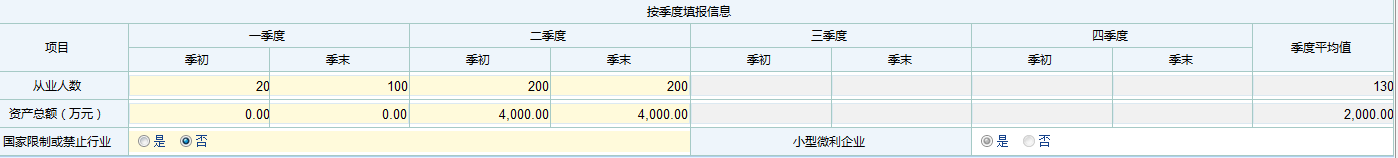 按季度填报信息
项目 一季度 二季度 三季度 四季度 季度平均值
季初 季末 季初 季末 季初 季末 季初 季末
从业人数 20 100 200 200 130
资产总额（万元） 0.00 0.00 4,000.00 4,000.00 2,000.00
国家限制或禁止行业 是 否 小型微利企业 是 否